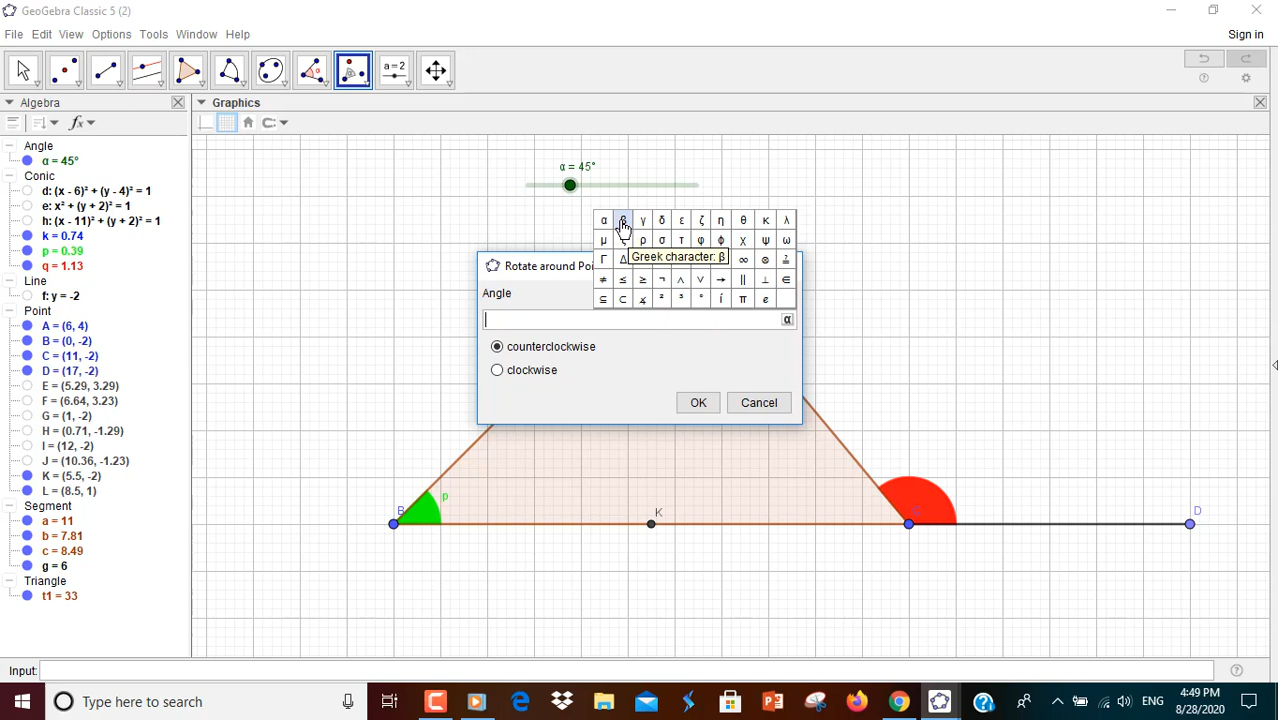 GeoGebra Classic 5 (2)
File Edit View Options Tools Window Help
Sign in
a=2
Algebra
Graphics
Angle
α = 45°
Conic
d: (x - 6)² + (y - 4)² = 1
e: x² + (y + 2)² = 1
h: (x - 11)² + (y + 2)² = 1
k = 0.74
p = 0.39
q = 1.13
Line
f: y = -2
Point
A = (6, 4)
B = (0, -2)
C = (11, -2)
D = (17, -2)
E = (5.29, 3.29)
F = (6.64, 3.23)
G = (1, -2)
H = (0.71, -1.29)
I = (12, -2)
J = (10.36, -1.23)
K = (5.5, -2)
L = (8.5, 1)
Segment
a = 11
b = 7.81
c = 8.49
g = 6
Triangle
t1 = 33
α = 45°
α β γ δ ε ζ η θ κ λ
μ ξ ρ σ τ φ ϕ χ ψ ω
Γ Δ ∞ ⊗ ≟
≠ ≤ ≥ ¬ ∧ ∨ → ∥ ⊥ ∈
⊆ ⊂ ∡ ² ³ ° í π ℯ
Greek character: β
Rotate around Poi
Angle
α
counterclockwise
clockwise
OK Cancel
p
B
K
D
Input:
Type here to search
ENG
4:49 PM
8/28/2020